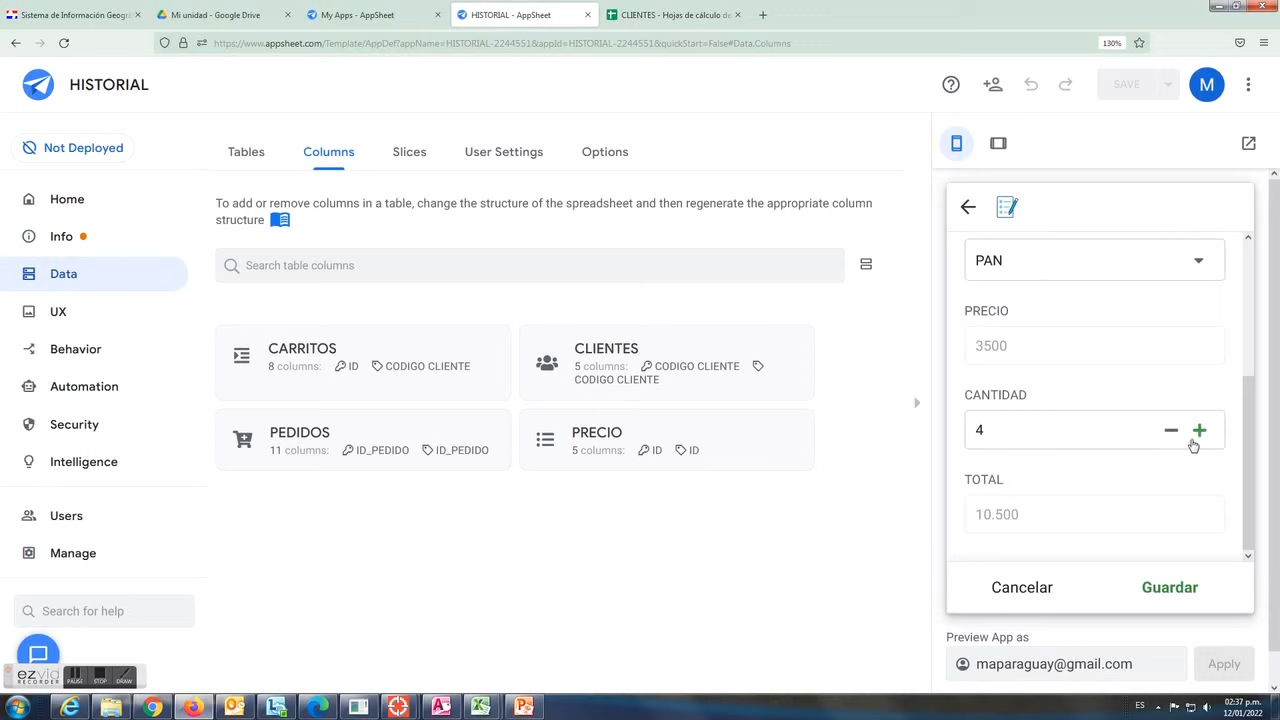 Sistema de Información Geográ
Mi unidad - Google Drive
My Apps - AppSheet
HISTORIAL - AppSheet
CLIENTES - Hojas de cálculo de
https://www.appsheet.com/Template/AppDef?appName=HISTORIAL-2244551&appId=HISTORIAL-2244551&quickStart=False#Data.Columns
130%
HISTORIAL
SAVE
M
Not Deployed
Home
Info
Data
UX
Behavior
Automation
Security
Intelligence
Users
Manage
Search for help
Tables
Columns
Slices
User Settings
Options
To add or remove columns in a table, change the structure of the spreadsheet and then regenerate the appropriate column
structure
Search table columns
CARRITOS
8 columns: ID CODIGO CLIENTE
CLIENTES
5 columns: CODIGO CLIENTE
CODIGO CLIENTE
PEDIDOS
11 columns: ID_PEDIDO ID_PEDIDO
PRECIO
5 columns: ID ID
PAN
PRECIO
3500
CANTIDAD
4
TOTAL
10.500
Cancelar
Guardar
Preview App as
maparaguay@gmail.com
Apply
ezvid
RECORDER
PAUSE
STOP
DRAW
ES
02:37 p.m.
12/01/2022